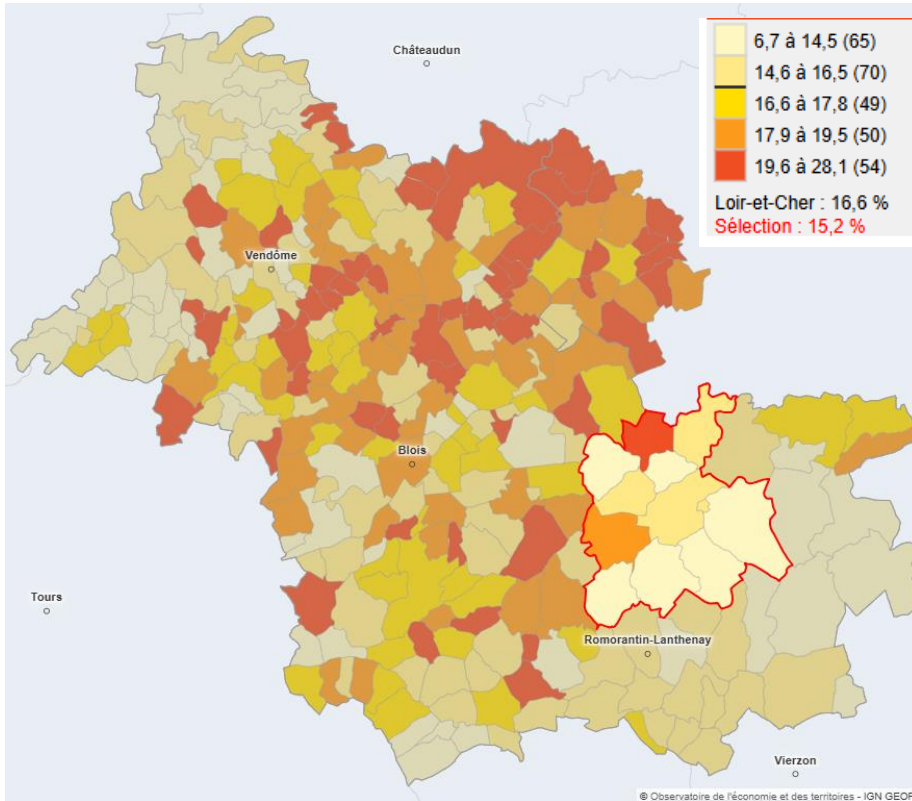 Châteaudun
6,7 à 14,5 (65)
14,6 à 16,5 (70)
16,6 à 17,8 (49)
17,9 à 19,5 (50)
19,6 à 28,1 (54)
Loir-et-Cher : 16,6 %
Sélection : 15,2 %
Vendôme
Blois
Tours
Romorantin-Lanthenay
Vierzon
© Observatoire de l'économie et des territoires - IGN GEOF